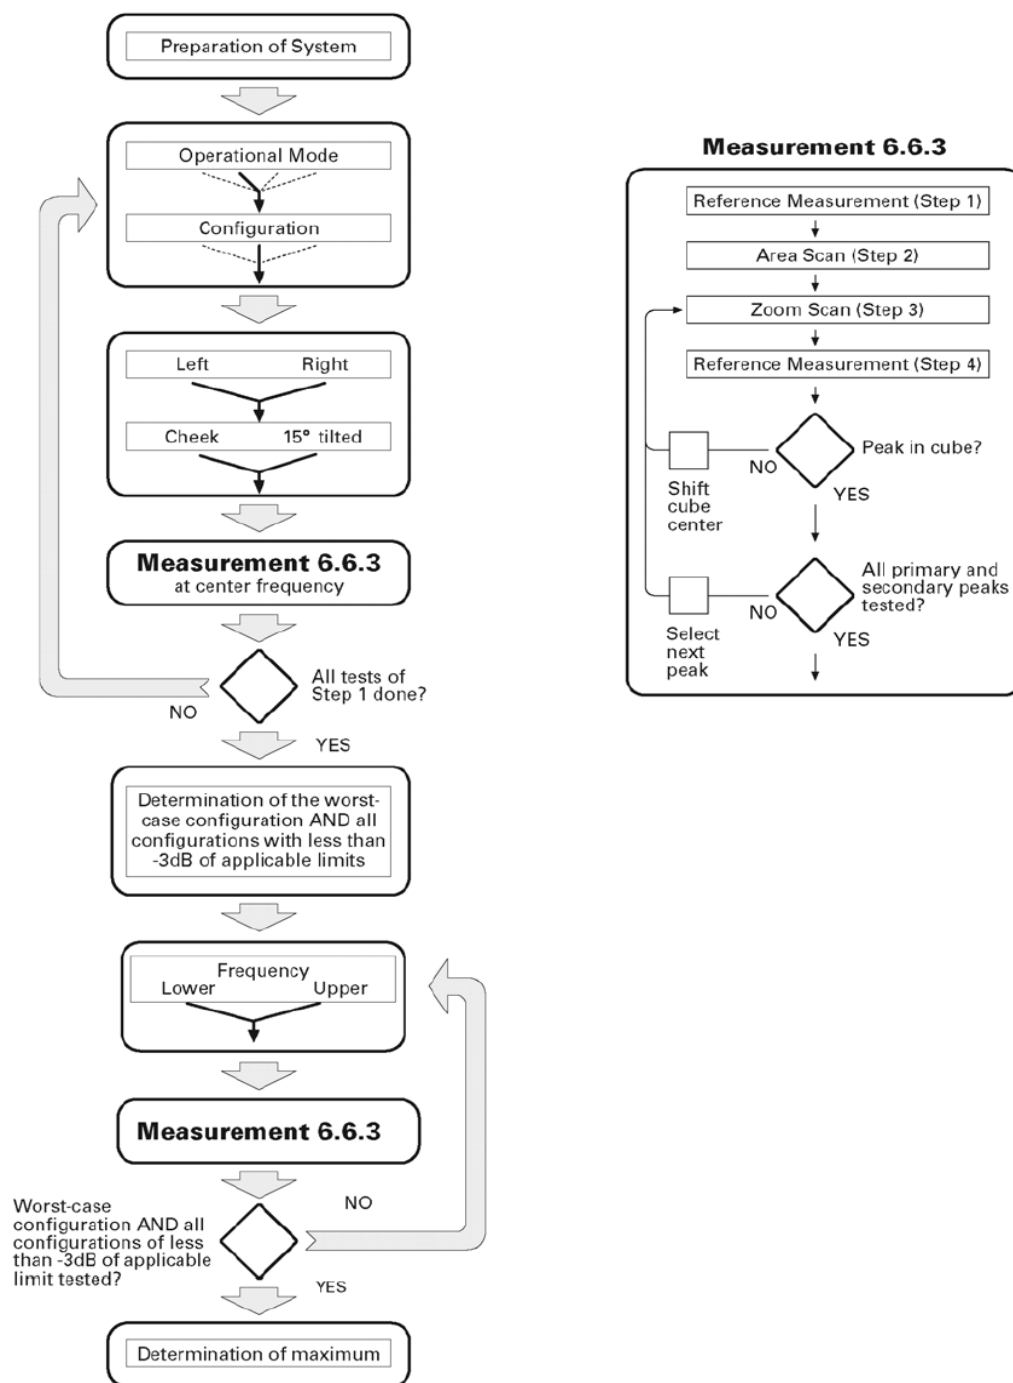 Preparation of System
Operational Mode
Configuration
Left Right
Cheek 15° tilted
Measurement 6.6.3
at center frequency
All tests of
Step 1 done?
NO
YES
Determination of the worst-
case configuration AND all
configurations with less than
-3dB of applicable limits
Frequency
Lower Upper
Measurement 6.6.3
NO
Worst-case
configuration AND all
configurations of less
than -3dB of applicable
limit tested?
YES
Determination of maximum
Measurement 6.6.3
Reference Measurement (Step 1)
Area Scan (Step 2)
Zoom Scan (Step 3)
Reference Measurement (Step 4)
Peak in cube?
NO
YES
Shift
cube
center
All primary and
secondary peaks
tested?
NO
YES
Select
next
peak